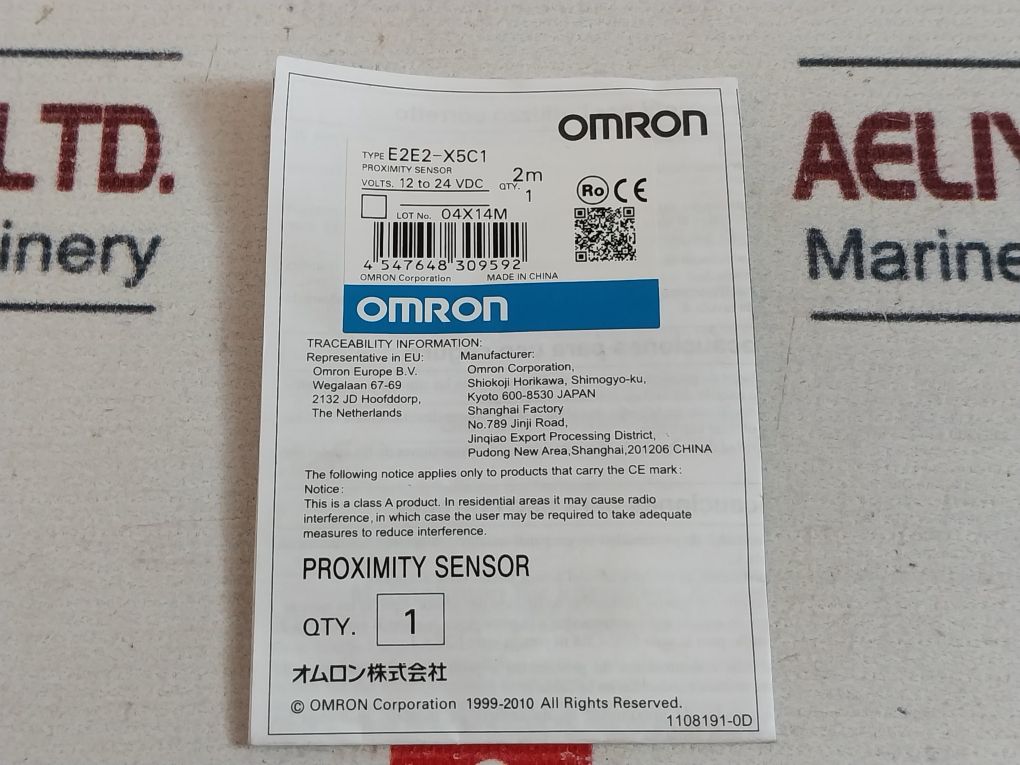 LTD.
inery
AELIY
Marine
OMRON
TYPE E2E2-X5C1
PROXIMITY SENSOR
VOLTS. 12 to 24 VDC
2m
QTY. 1
LOT No. 04X14M
Ro CE
4 547648 309592
OMRON Corporation MADE IN CHINA
OMRON
TRACEABILITY INFORMATION:
Representative in EU:
Omron Europe B.V.
Wegalaan 67-69
2132 JD Hoofddorp,
The Netherlands
Manufacturer:
Omron Corporation,
Shiokoji Horikawa, Shimogyo-ku,
Kyoto 600-8530 JAPAN
Shanghai Factory
No.789 Jinji Road,
Jinqiao Export Processing District,
Pudong New Area,Shanghai,201206 CHINA
The following notice applies only to products that carry the CE mark:
Notice:
This is a class A product. In residential areas it may cause radio
interference, in which case the user may be required to take adequate
measures to reduce interference.
PROXIMITY SENSOR
QTY. 1
オムロン株式会社
© OMRON Corporation 1999-2010 All Rights Reserved.
1108191-0D